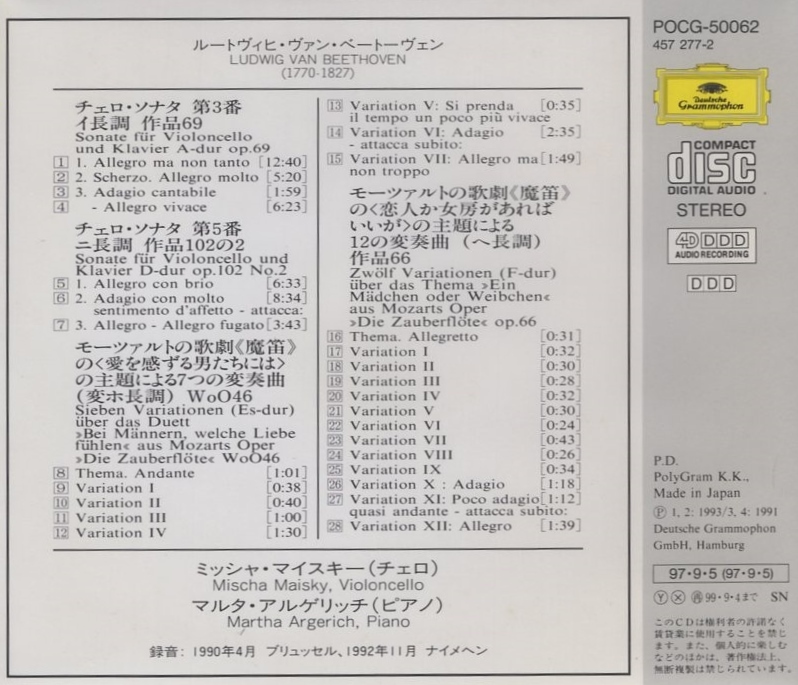 ルートヴィヒ・ヴァン・ベートーヴェン
LUDWIG VAN BEETHOVEN
(1770-1827)
チェロ・ソナタ 第3番
イ長調 作品69
Sonate für Violoncello
und Klavier A-dur op.69
1 1. Allegro ma non tanto [12:40]
2 2. Scherzo. Allegro molto [5:20]
3 3. Adagio cantabile [1:59]
4 - Allegro vivace [6:23]
チェロ・ソナタ 第5番
ニ長調 作品102の2
Sonate für Violoncello und
Klavier D-dur op.102 No.2
5 1. Allegro con brio [6:33]
6 2. Adagio con molto [8:34]
sentimento d'affetto - attacca:
7 3. Allegro - Allegro fugato [3:43]
モーツァルトの歌劇《魔笛》
の〈愛を感ずる男たちには〉
の主題による7つの変奏曲
(変ホ長調) WoO46
Sieben Variationen (Es-dur)
über das Duett
»Bei Männern, welche Liebe
fühlen« aus Mozarts Oper
»Die Zauberflöte« WoO46
8 Thema. Andante [1:01]
9 Variation I [0:38]
10 Variation II [0:40]
11 Variation III [1:00]
12 Variation IV [1:30]
13 Variation V: Si prenda [0:35]
il tempo un poco più vivace
14 Variation VI: Adagio [2:35]
- attacca subito:
15 Variation VII: Allegro ma [1:49]
non troppo
モーツァルトの歌劇《魔笛》
の〈恋人か女房があれば
いいが〉の主題による
12の変奏曲 (ヘ長調)
作品66
Zwölf Variationen (F-dur)
über das Thema »Ein
Mädchen oder Weibchen«
aus Mozarts Oper
»Die Zauberflöte« op.66
16 Thema. Allegretto [0:31]
17 Variation I [0:32]
18 Variation II [0:30]
19 Variation III [0:28]
20 Variation IV [0:32]
21 Variation V [0:30]
22 Variation VI [0:24]
23 Variation VII [0:43]
24 Variation VIII [0:26]
25 Variation IX [0:34]
26 Variation X : Adagio [1:18]
27 Variation XI: Poco adagio [1:12]
quasi andante - attacca subito:
28 Variation XII: Allegro [1:39]
ミッシャ・マイスキー(チェロ)
Mischa Maisky, Violoncello
マルタ・アルゲリッチ(ピアノ)
Martha Argerich, Piano
録音: 1990年4月 ブリュッセル、1992年11月 ナイメヘン
POCG-50062
457 277-2
Deutsche
Grammophon
COMPACT
disc
DIGITAL AUDIO
STEREO
4D DDD
AUDIO RECORDING
DDD
P.D.
PolyGram K.K.,
Made in Japan
Ⓟ 1, 2: 1993/3, 4: 1991
Deutsche Grammophon
GmbH, Hamburg
97・9・5 (97・9・5)
Ⓨ Ⓧ ㊢ 99・9・4まで SN
このCDは権利者の許諾なく
賃貸業に使用することを禁じ
ます。また、個人的に楽しむ
などのほかは、著作権法上、
無断複製は禁じられています。